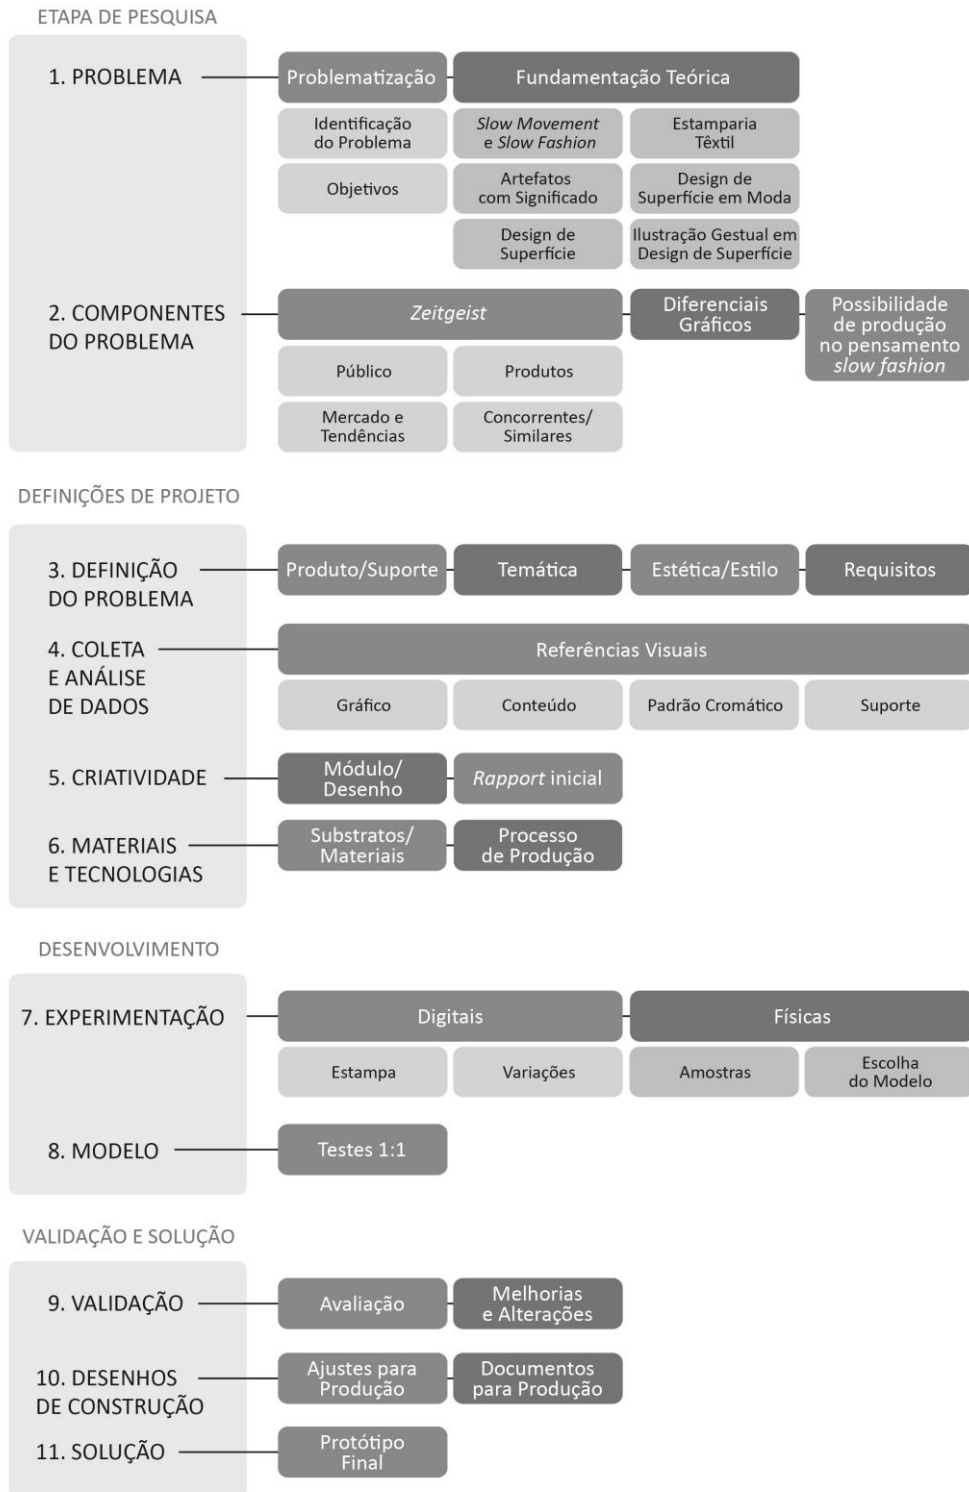 ETAPA DE PESQUISA
1. PROBLEMA
Problematização
Fundamentação Teórica
Identificação
do Problema
Slow Movement
e Slow Fashion
Estamparia
Têxtil
Objetivos
Artefatos
com Significado
Design de
Superfície em Moda
Design de
Superfície
Ilustração Gestual em
Design de Superfície
2. COMPONENTES
DO PROBLEMA
Zeitgeist
Diferenciais
Gráficos
Possibilidade
de produção
no pensamento
slow fashion
Público
Produtos
Mercado e
Tendências
Concorrentes/
Similares
DEFINIÇÕES DE PROJETO
3. DEFINIÇÃO
DO PROBLEMA
Produto/Suporte
Temática
Estética/Estilo
Requisitos
4. COLETA
E ANÁLISE
DE DADOS
Referências Visuais
Gráfico
Conteúdo
Padrão Cromático
Suporte
5. CRIATIVIDADE
Módulo/
Desenho
Rapport inicial
6. MATERIAIS
E TECNOLOGIAS
Substratos/
Materiais
Processo
de Produção
DESENVOLVIMENTO
7. EXPERIMENTAÇÃO
Digitais
Físicas
Estampa
Variações
Amostras
Escolha
do Modelo
8. MODELO
Testes 1:1
VALIDAÇÃO E SOLUÇÃO
9. VALIDAÇÃO
Avaliação
Melhorias
e Alterações
10. DESENHOS
DE CONSTRUÇÃO
Ajustes para
Produção
Documentos
para Produção
11. SOLUÇÃO
Protótipo
Final